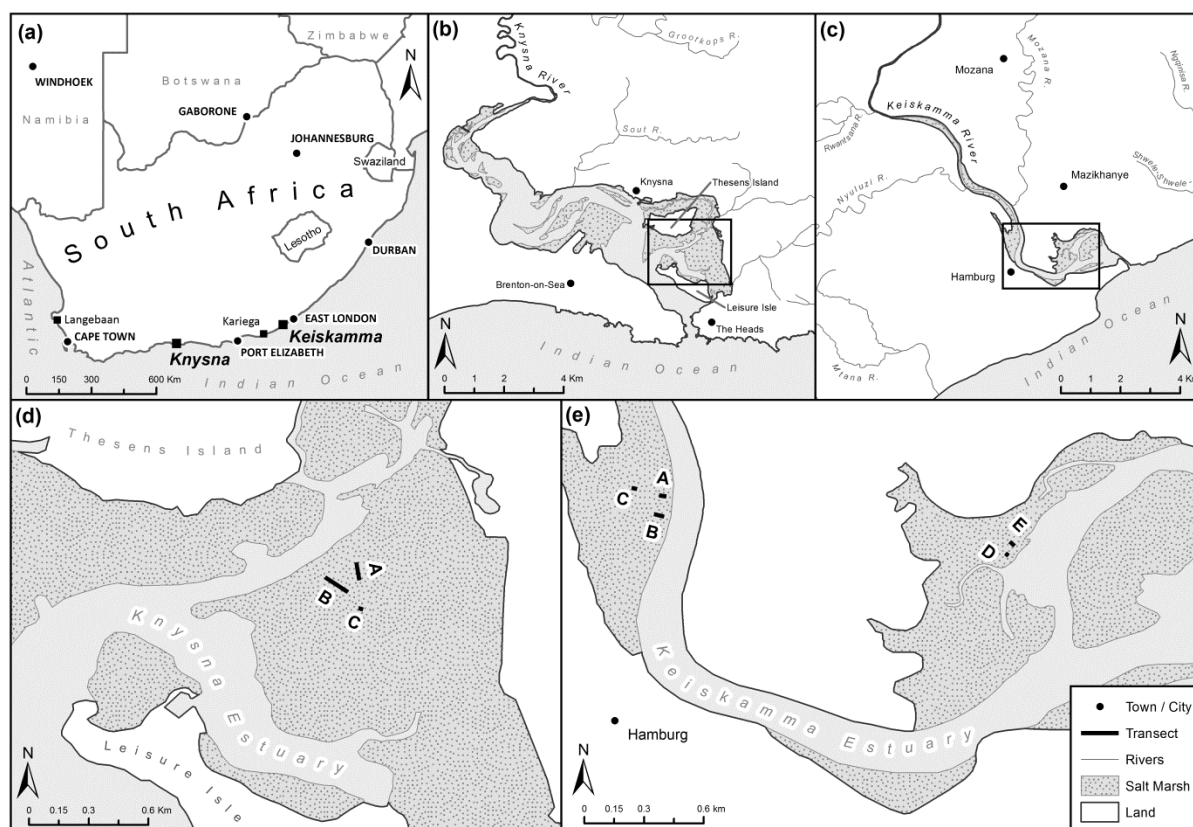 (a)
Zimbabwe
WINDHOEK
Botswana
N
GABORONE
Namibia
JOHANNESBURG
Swaziland
South Africa
Lesotho
DURBAN
Atlantic
Langebaan
Kariega
EAST LONDON
Keiskamma
CAPE TOWN
Knysna
PORT ELIZABETH
Indian Ocean
0 150 300 600 Km
(b)
Knysna River
Grootkops R.
Sout R.
Knysna
Thesens Island
Brenton-on-Sea
Leisure Isle
The Heads
N
Indian Ocean
0 1 2 4 Km
(c)
Mozana
Mozana R.
Ngqinisa R.
Keiskamma River
Rwantsana R.
Shwele-Shwele
Mazikhanye
Nyuluzi R.
Hamburg
N
Mtana R.
Indian Ocean
0 1 2 4 Km
(d)
Thesens Island
A
B
C
Knysna Estuary
N
Leisure Isle
0 0.15 0.3 0.6 Km
(e)
A
C
B
E
D
Keiskamma Estuary
Hamburg
N
0 0.15 0.3 0.6 Km
Town / City
Transect
Rivers
Salt Marsh
Land